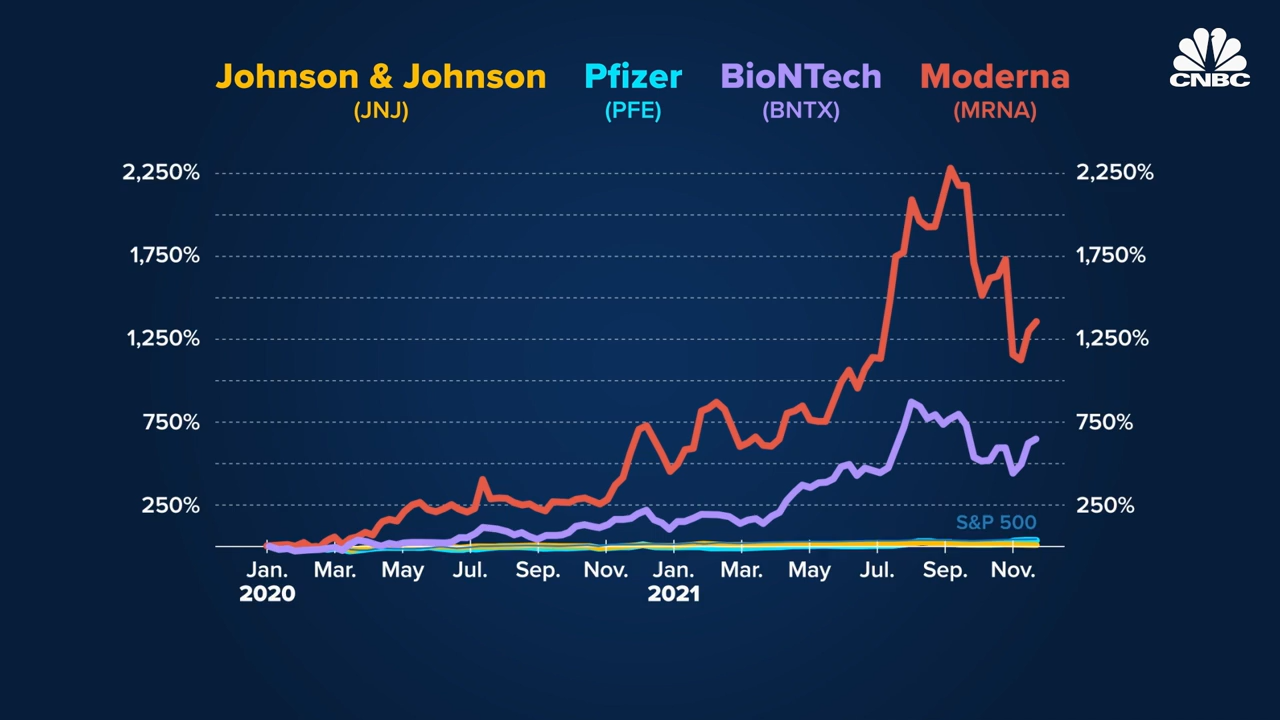 CNBC
Johnson & Johnson Pfizer BioNTech Moderna
(JNJ) (PFE) (BNTX) (MRNA)
2,250% 2,250%
1,750% 1,750%
1,250% 1,250%
750% 750%
250% 250%
S&P 500
Jan. Mar. May Jul. Sep. Nov. Jan. Mar. May Jul. Sep. Nov.
2020 2021